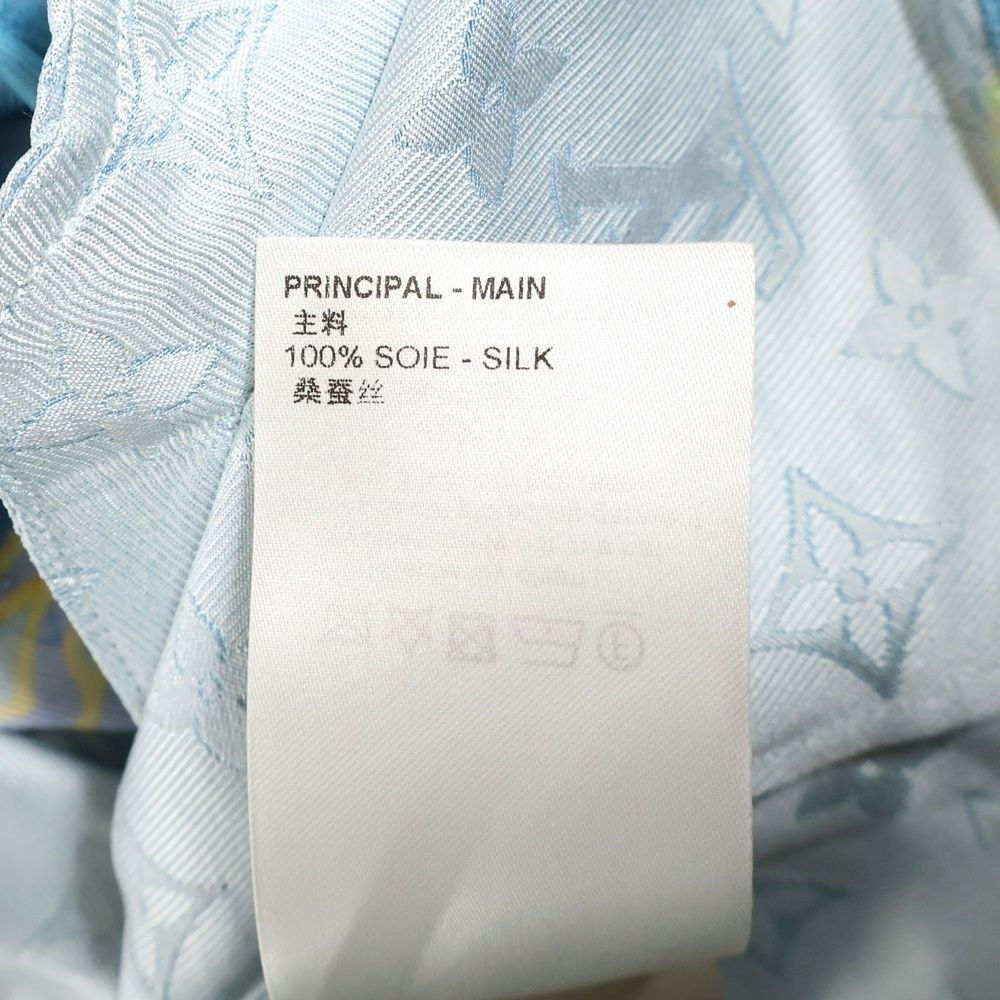 PRINCIPAL - MAIN
主料
100% SOIE - SILK
桑蚕丝